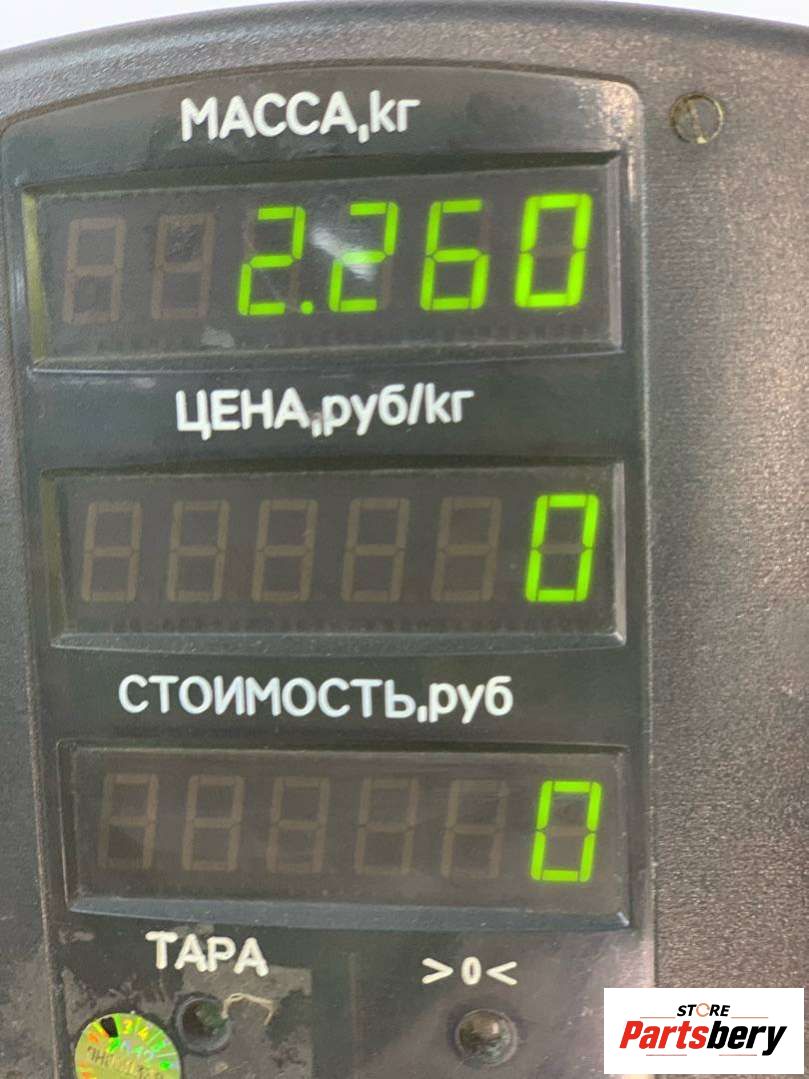 МАССА,кг
2.260
ЦЕНА,руб/кг
0
СТОИМОСТЬ,руб
0
ТАРА >0<
STORE
Partsbery